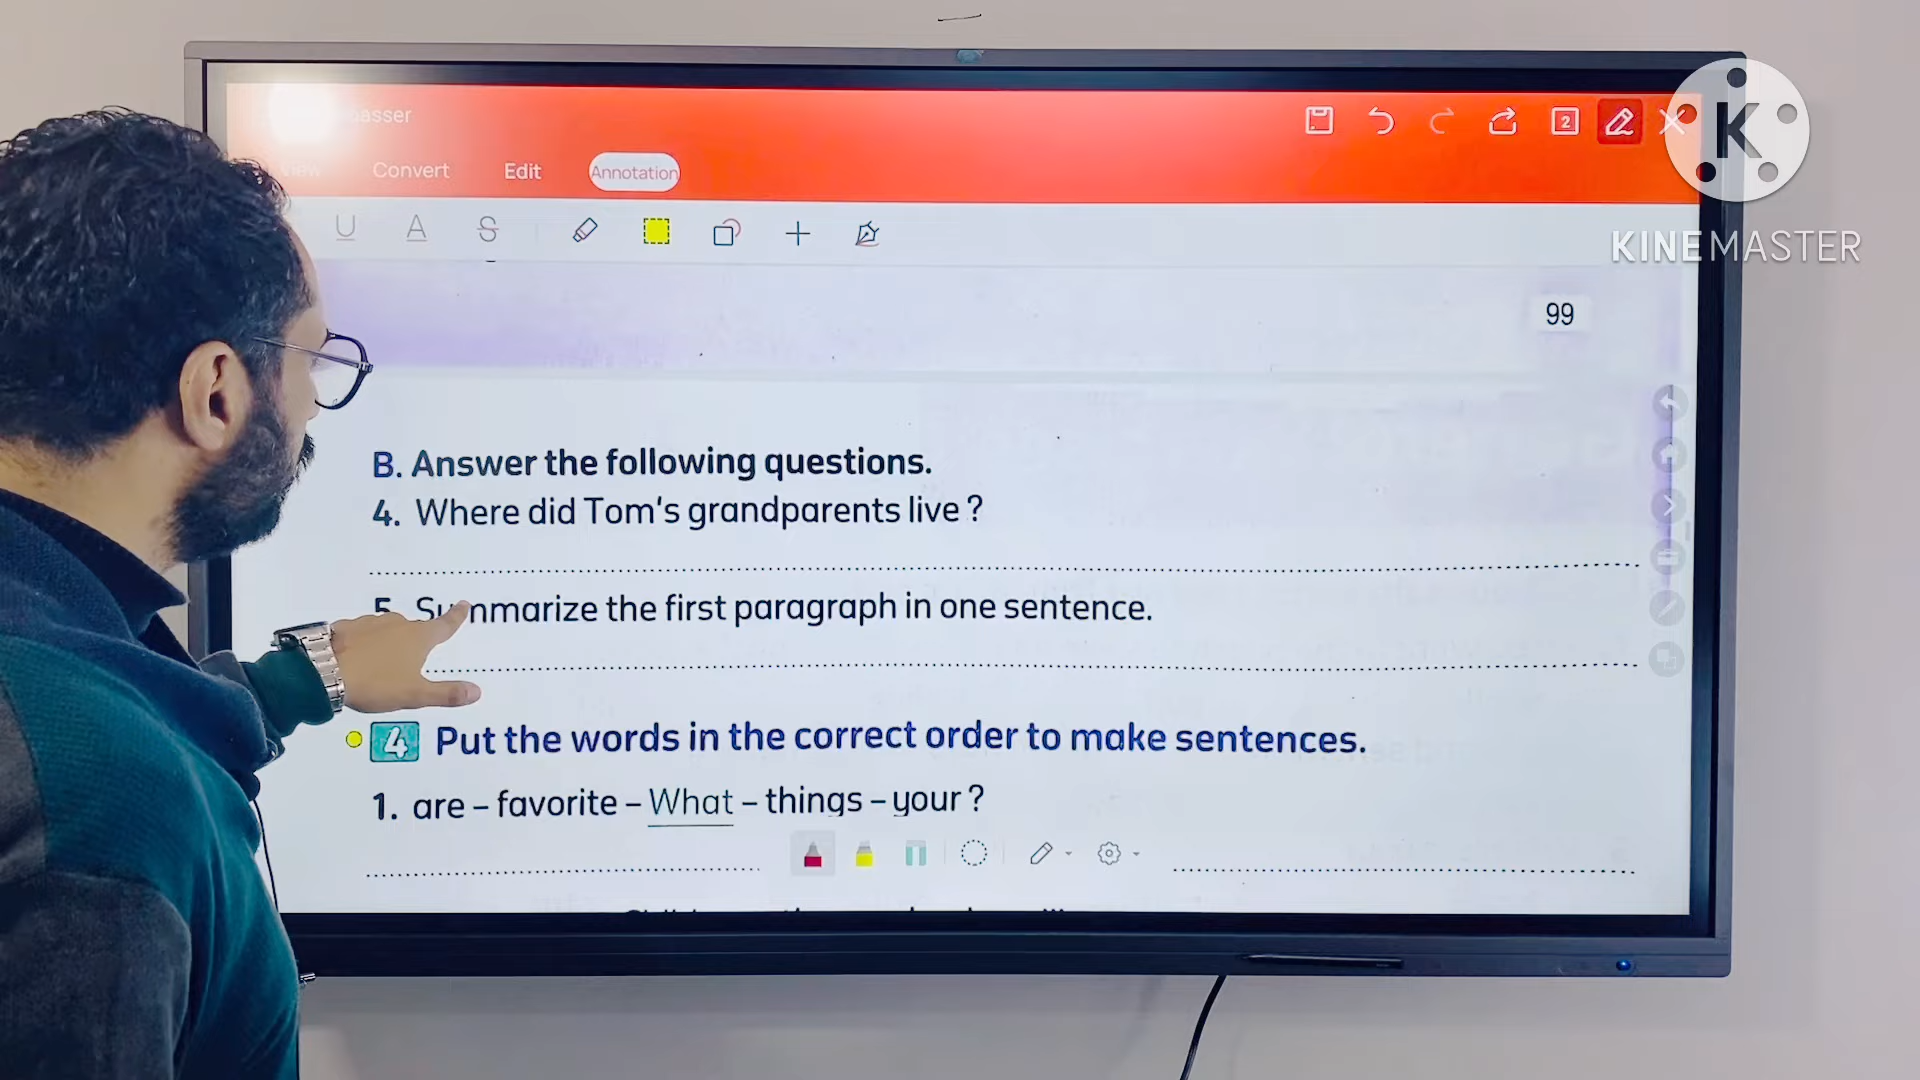 Convert Edit Annotation
2
K
KINEMASTER
U A S
99
B. Answer the following questions.
4. Where did Tom's grandparents live ?
5. Summarize the first paragraph in one sentence.
4 Put the words in the correct order to make sentences.
1. are – favorite – What – things – your ?